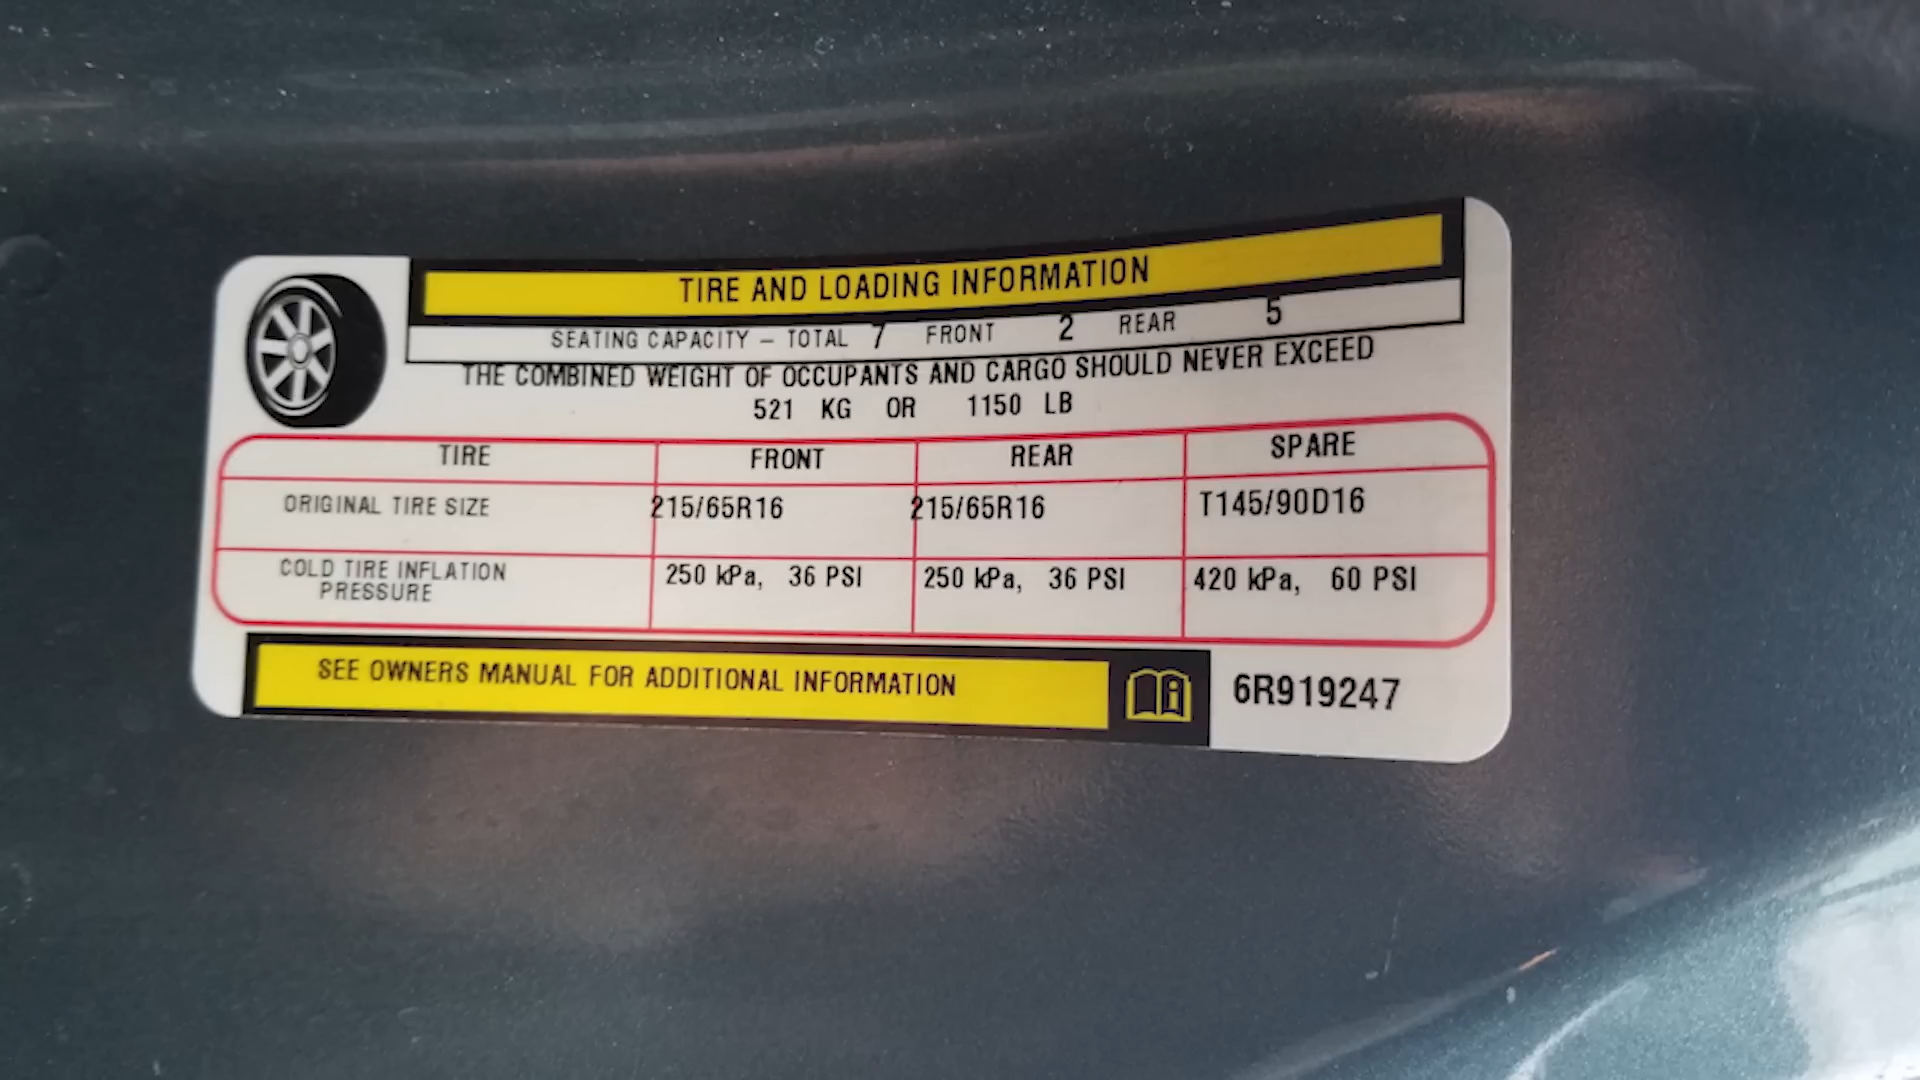 TIRE AND LOADING INFORMATION
SEATING CAPACITY – TOTAL 7 FRONT 2 REAR 5
THE COMBINED WEIGHT OF OCCUPANTS AND CARGO SHOULD NEVER EXCEED
521 KG OR 1150 LB
TIRE FRONT REAR SPARE
ORIGINAL TIRE SIZE 215/65R16 215/65R16 T145/90D16
COLD TIRE INFLATION PRESSURE 250 kPa, 36 PSI 250 kPa, 36 PSI 420 kPa, 60 PSI
SEE OWNERS MANUAL FOR ADDITIONAL INFORMATION
6R919247